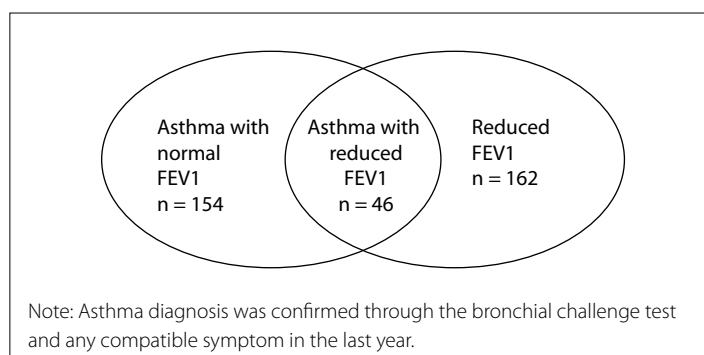 Asthma with
normal
FEV1
n = 154
Asthma with
reduced
FEV1
n = 46
Reduced
FEV1
n = 162
Note: Asthma diagnosis was confirmed through the bronchial challenge test
and any compatible symptom in the last year.